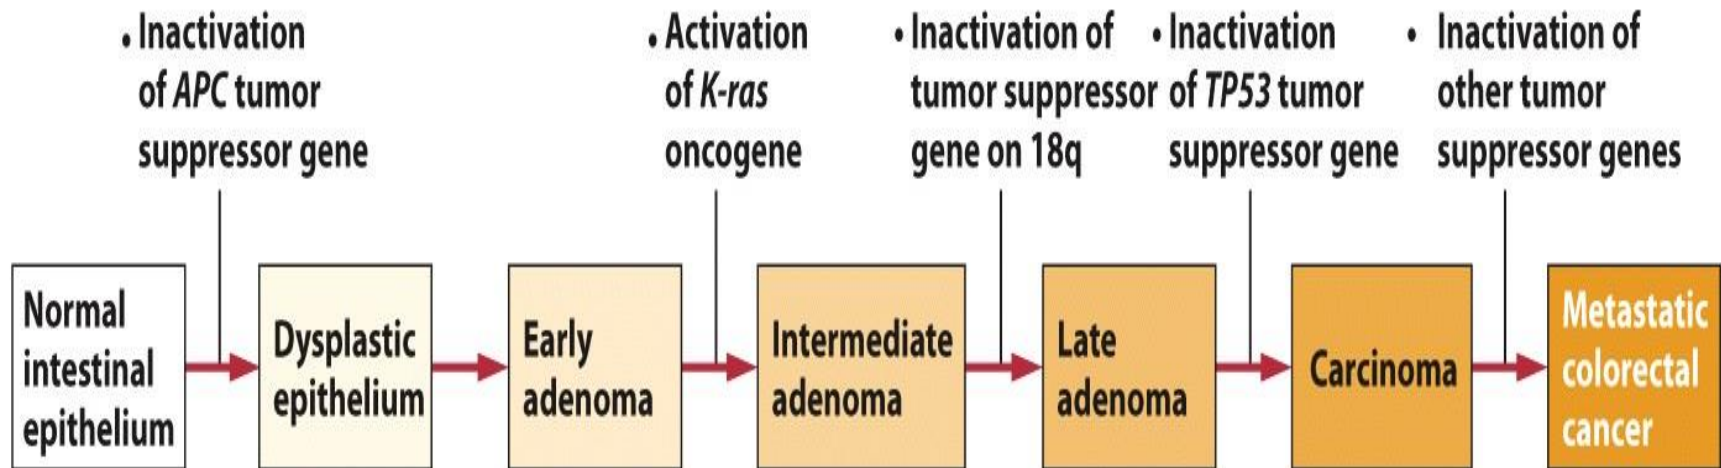 • Inactivation
of APC tumor
suppressor gene
• Activation
of K-ras
oncogene
• Inactivation of
tumor suppressor
gene on 18q
• Inactivation
of TP53 tumor
suppressor gene
• Inactivation of
other tumor
suppressor genes
Normal
intestinal
epithelium
Dysplastic
epithelium
Early
adenoma
Intermediate
adenoma
Late
adenoma
Carcinoma
Metastatic
colorectal
cancer